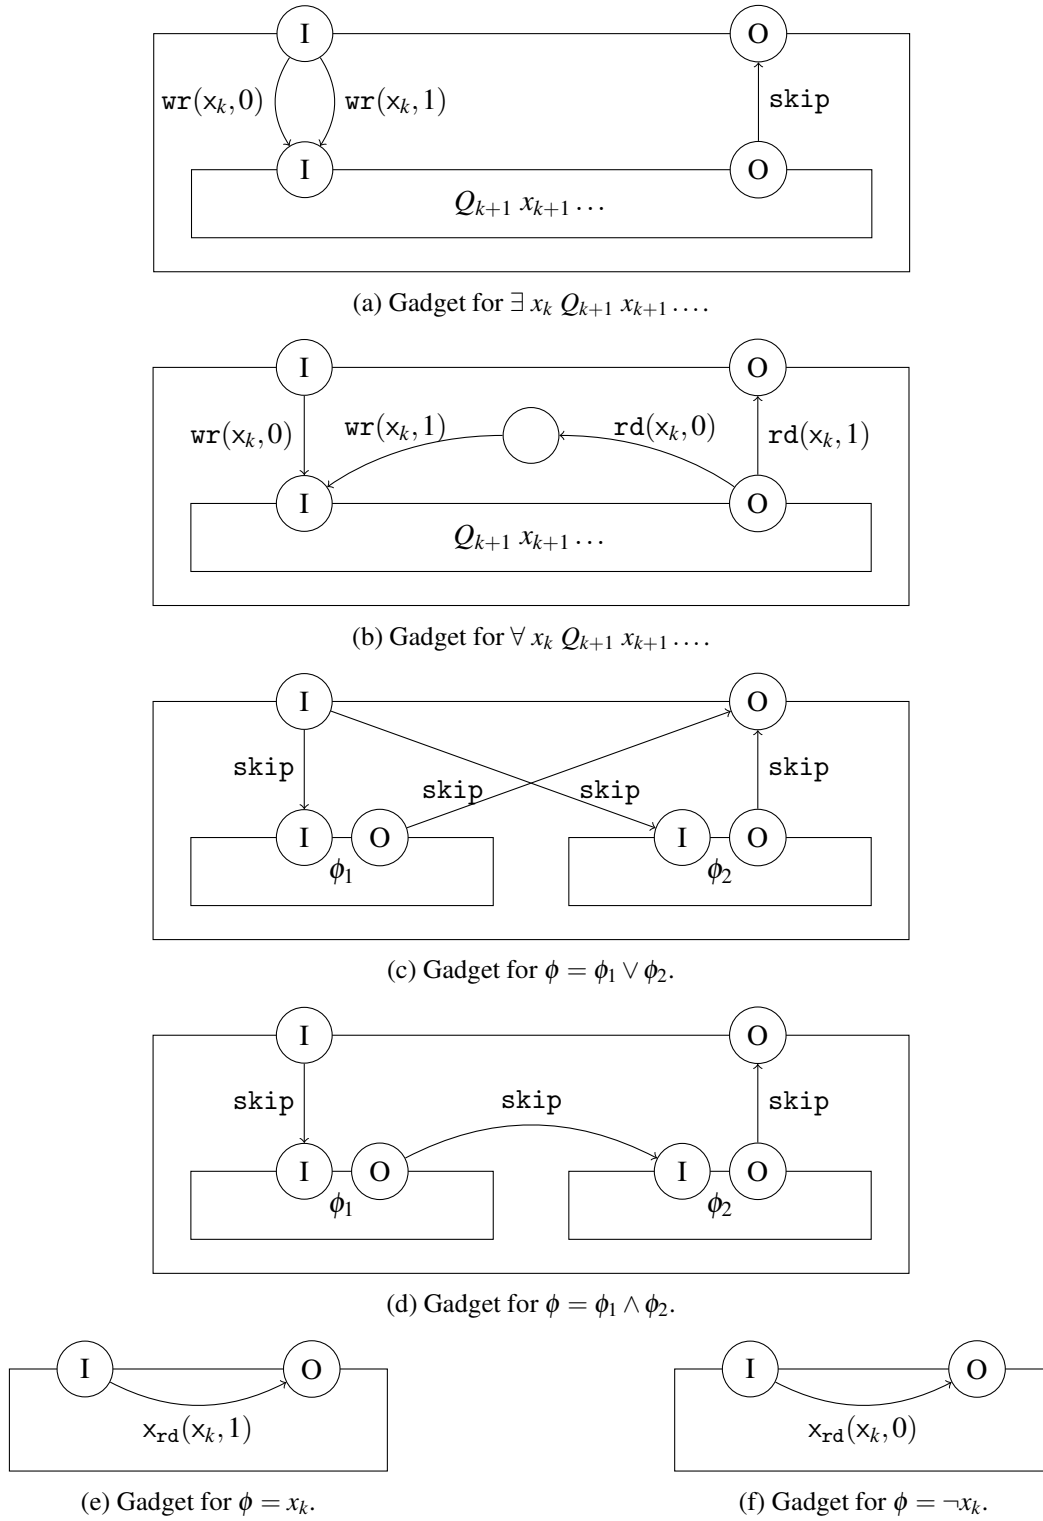 I O
wr(x_k, 0) wr(x_k, 1) skip
I O
Q_{k+1} x_{k+1} …
(a) Gadget for ∃ x_k Q_{k+1} x_{k+1} ….
I O
wr(x_k, 0) wr(x_k, 1) rd(x_k, 0) rd(x_k, 1)
I O
Q_{k+1} x_{k+1} …
(b) Gadget for ∀ x_k Q_{k+1} x_{k+1} ….
I O
skip skip skip skip
I O I O
ϕ_1 ϕ_2
(c) Gadget for ϕ = ϕ_1 ∨ ϕ_2.
I O
skip skip skip
I O I O
ϕ_1 ϕ_2
(d) Gadget for ϕ = ϕ_1 ∧ ϕ_2.
I O I O
x_rd(x_k, 1) x_rd(x_k, 0)
(e) Gadget for ϕ = x_k. (f) Gadget for ϕ = ¬x_k.